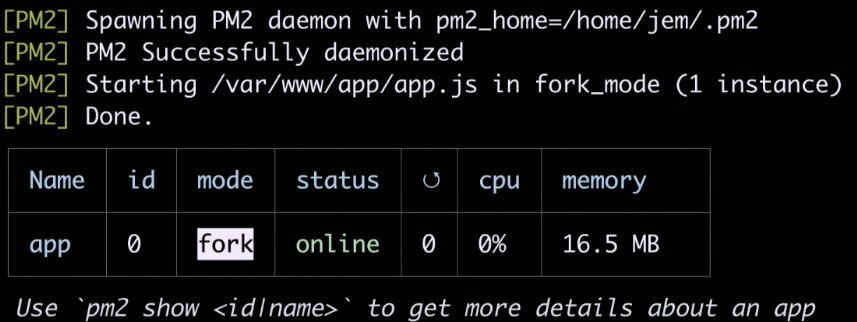 [PM2] Spawning PM2 daemon with pm2_home=/home/jem/.pm2
[PM2] PM2 Successfully daemonized
[PM2] Starting /var/www/app/app.js in fork_mode (1 instance)
[PM2] Done.
Name id mode status ↺ cpu memory
app 0 fork online 0 0% 16.5 MB
Use `pm2 show <id|name>` to get more details about an app